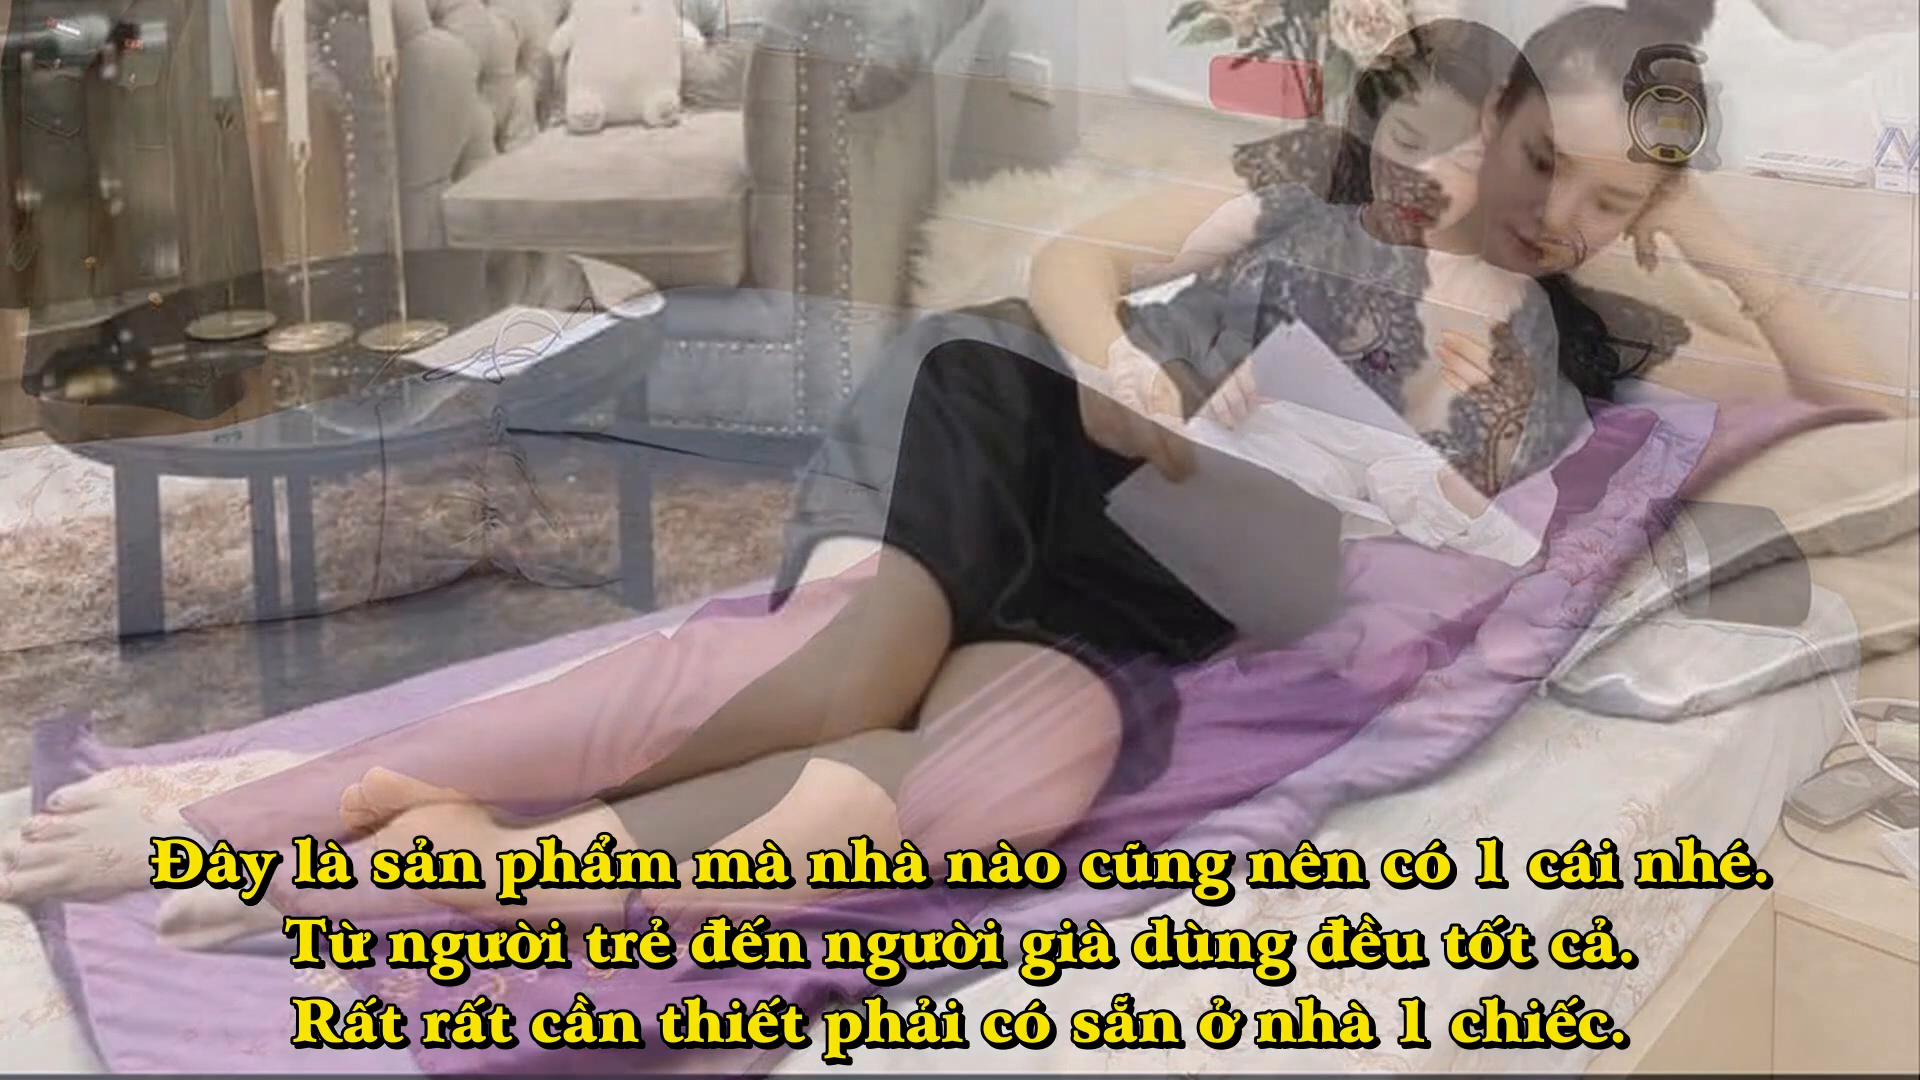 Đây là sản phẩm mà nhà nào cũng nên có 1 cái nhé.
Từ người trẻ đến người già dùng đều tốt cả.
Rất rất cần thiết phải có sẵn ở nhà 1 chiếc.